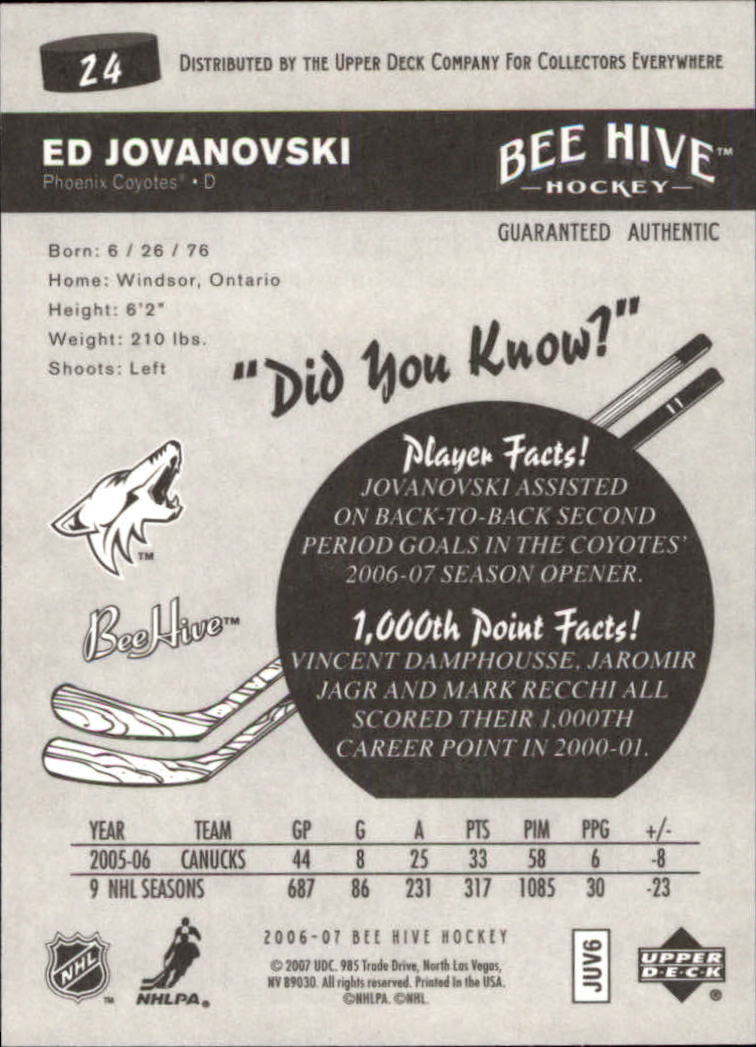 24
DISTRIBUTED BY THE UPPER DECK COMPANY FOR COLLECTORS EVERYWHERE
ED JOVANOVSKI
Phoenix Coyotes® • D
BEE HIVE™
HOCKEY
GUARANTEED AUTHENTIC
Born: 6 / 26 / 76
Home: Windsor, Ontario
Height: 6'2"
Weight: 210 lbs.
Shoots: Left
"Did You Know?"
Player Facts!
JOVANOVSKI ASSISTED
ON BACK-TO-BACK SECOND
PERIOD GOALS IN THE COYOTES'
2006-07 SEASON OPENER.
TM
BeeHive™
1,000th Point Facts!
VINCENT DAMPHOUSSE, JAROMIR
JAGR AND MARK RECCHI ALL
SCORED THEIR 1,000TH
CAREER POINT IN 2000-01.
YEAR TEAM GP G A PTS PIM PPG +/-
2005-06 CANUCKS 44 8 25 33 58 6 -8
9 NHL SEASONS 687 86 231 317 1085 30 -23
NHL TM
NHLPA®
2006-07 BEE HIVE HOCKEY
© 2007 UDC. 985 Trade Drive, North Las Vegas,
NV 89030. All rights reserved. Printed in the USA.
©NHLPA. ©NHL.
JUV6
UPPER
D·E·C·K
®